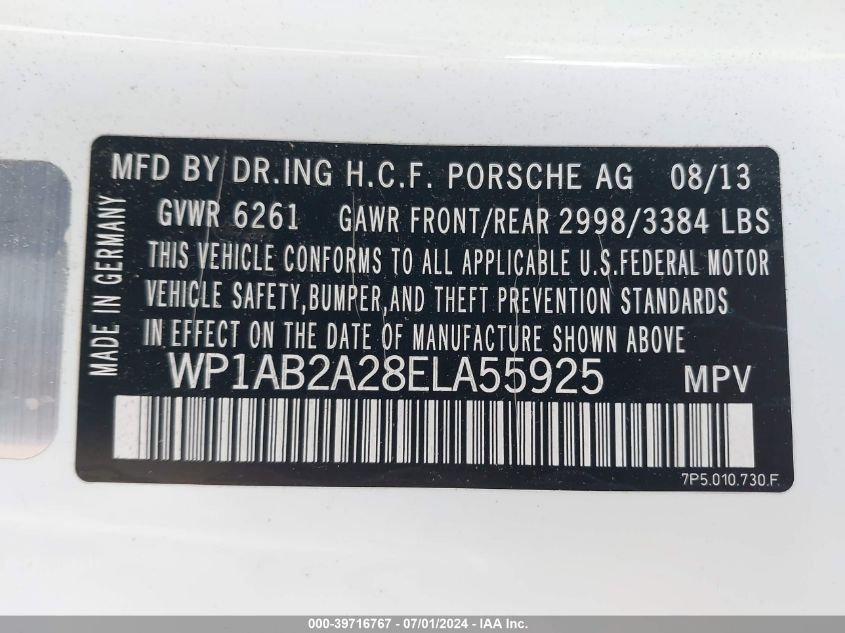 MFD BY DR.ING H.C.F. PORSCHE AG 08/13
GVWR 6261 GAWR FRONT/REAR 2998/3384 LBS
THIS VEHICLE CONFORMS TO ALL APPLICABLE U.S.FEDERAL MOTOR
VEHICLE SAFETY,BUMPER,AND THEFT PREVENTION STANDARDS
IN EFFECT ON THE DATE OF MANUFACTURE SHOWN ABOVE
WP1AB2A28ELA55925 MPV
MADE IN GERMANY
7P5.010.730.F
000-39716767 / 07/01/2024 - IAAI.COM